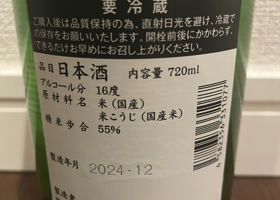 要冷蔵
ご購入後は品質保持の為、直射日光を避け、冷蔵で
の保存をお願いいたします。開栓前後にかかわらず、
できるだけお早めにお召し上がりください。
品目 日本酒 内容量 720ml
アルコール分 16度
原材料名 米(国産)
米こうじ(国産米)
精米歩合 55%
製造年月 2024・12
製造者